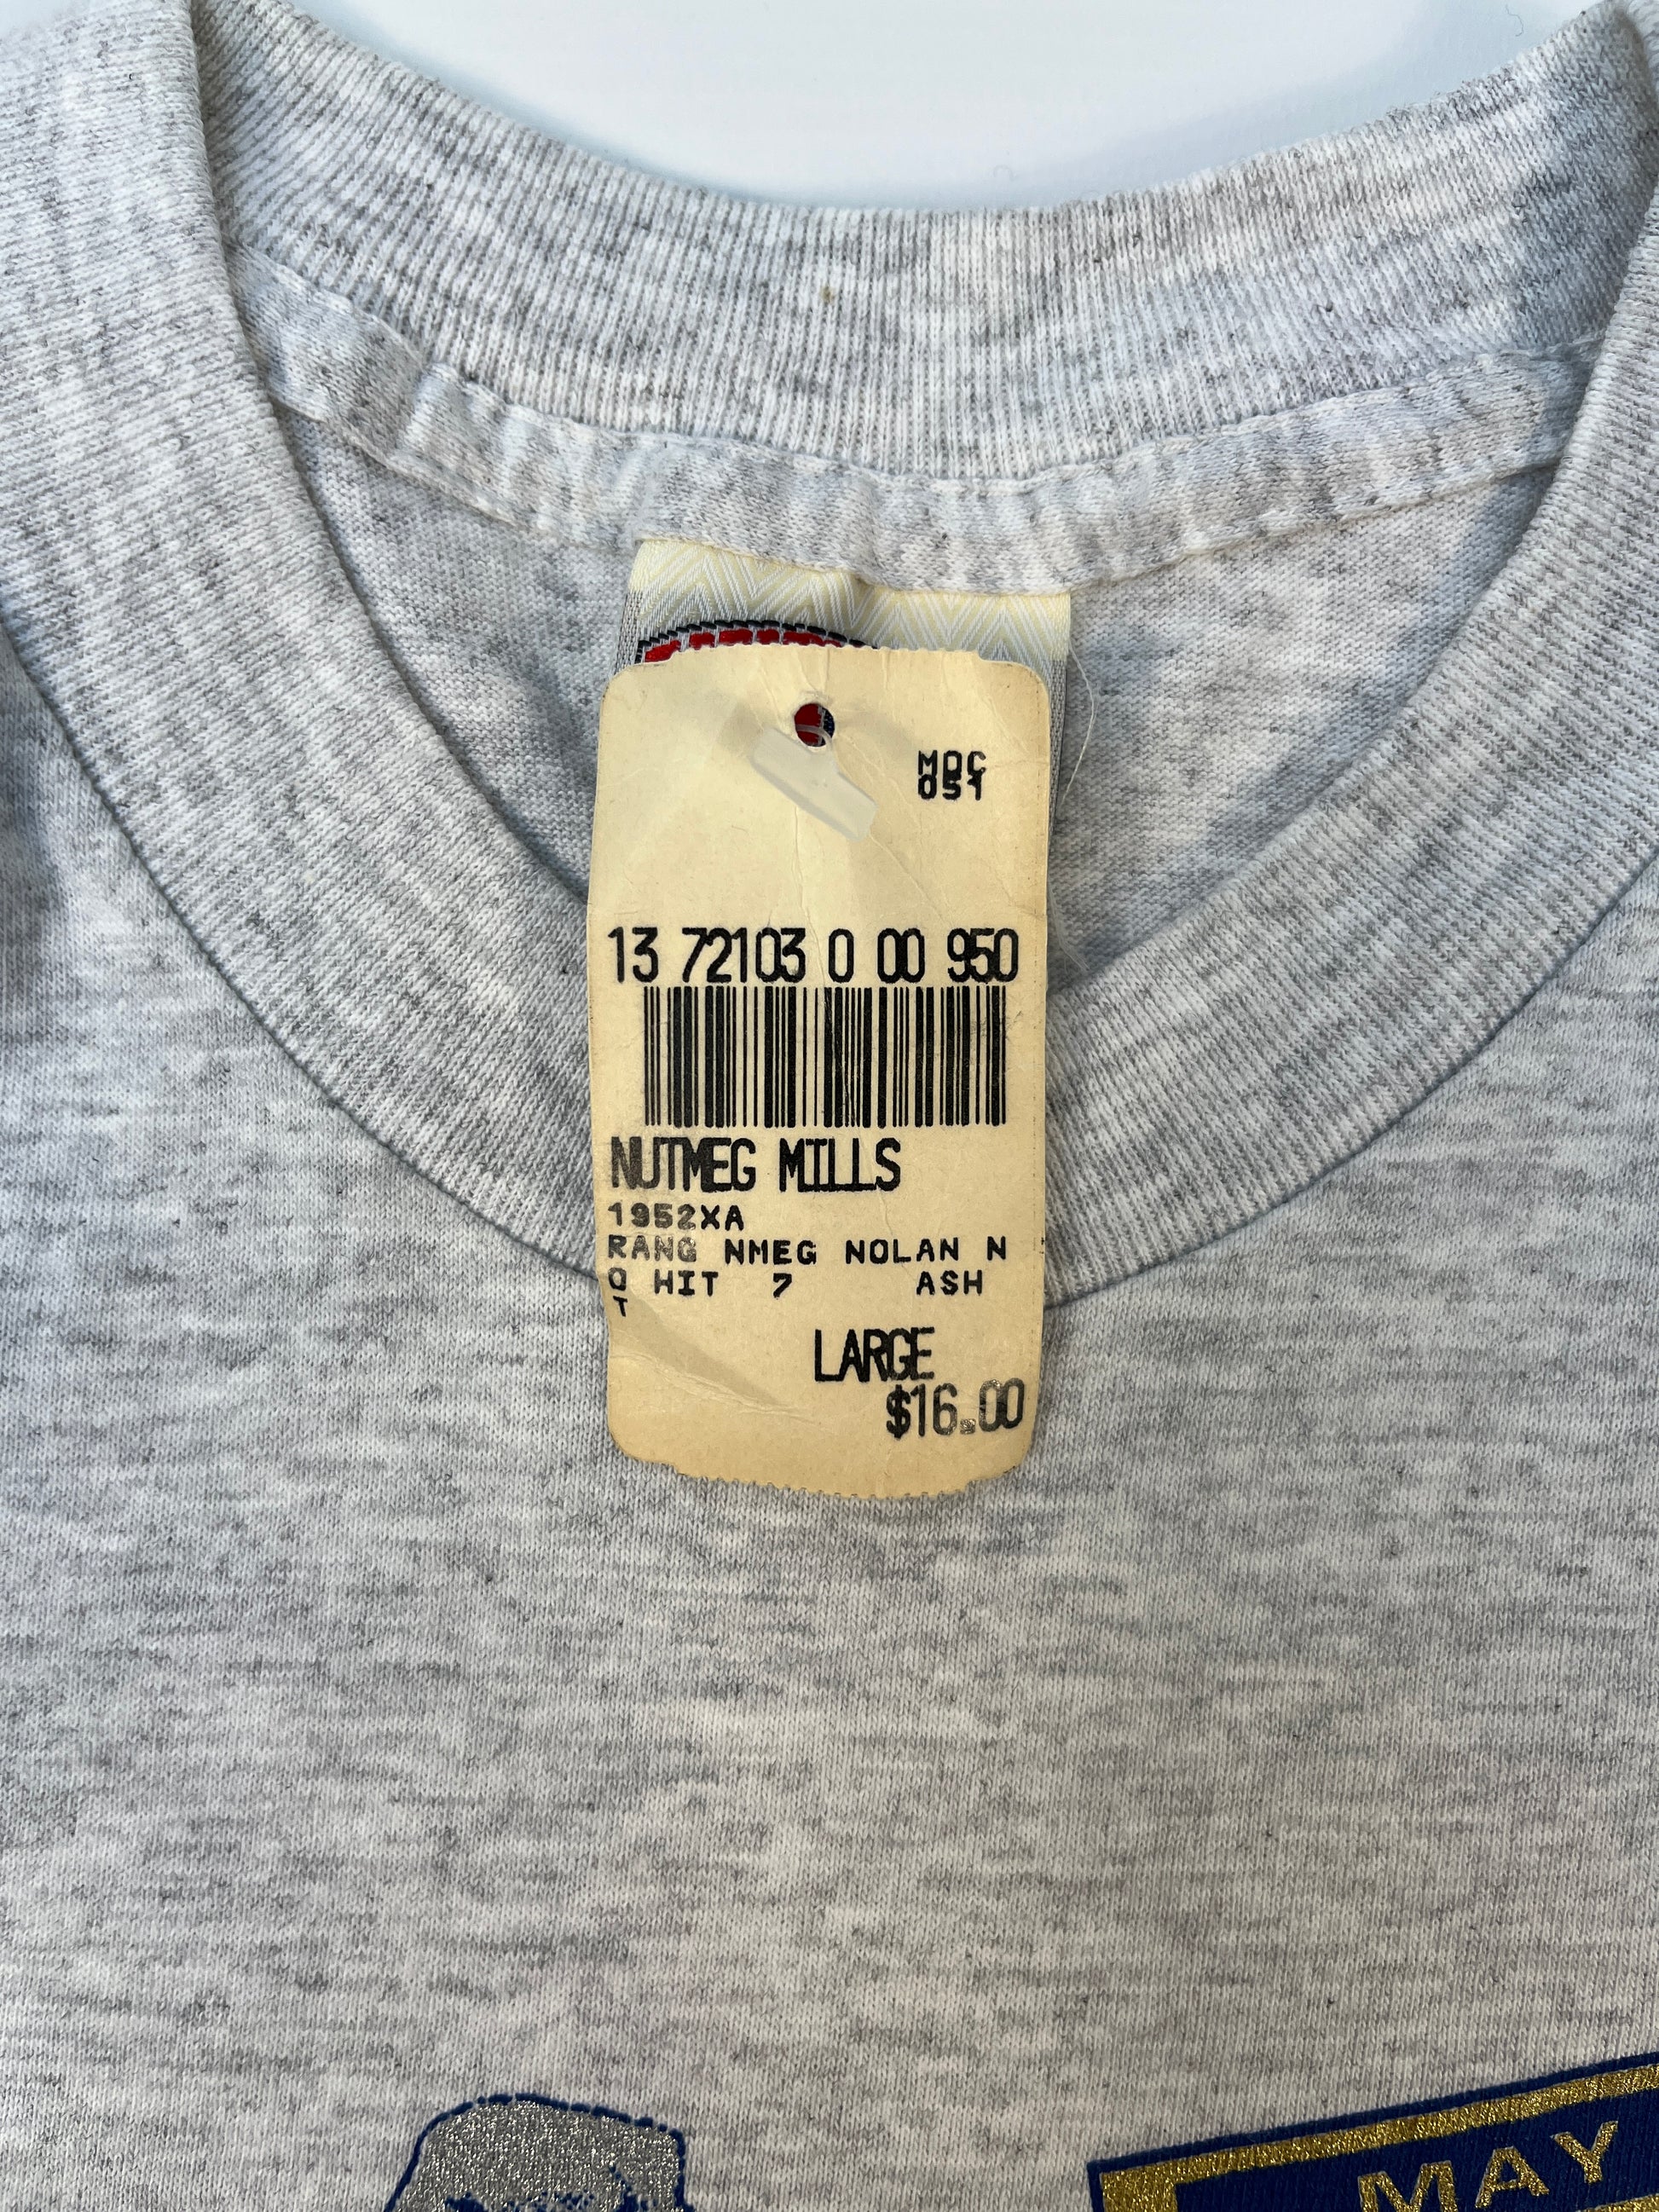 MOC
051
13 72103 0 00 950
NUTMEG MILLS
1952XA
RANG NMEG NOLAN N
O HIT 7 ASH
T
LARGE
$16.00
MAY